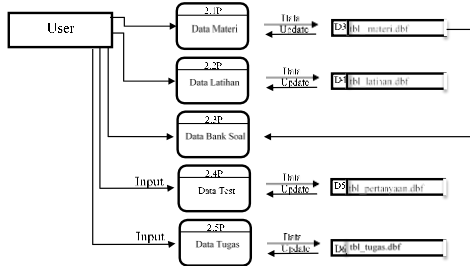 User
2.1P
Data Materi
Data
Update
D3 tbl_materi.dbf
2.2P
Data Latihan
Data
Update
D4 tbl_latihan.dbf
2.3P
Data Bank Soal
Input
2.4P
Data Test
Data
Update
D5 tbl_pertanyaan.dbf
Input
2.5P
Data Tugas
Data
Update
D6 tbl_tugas.dbf